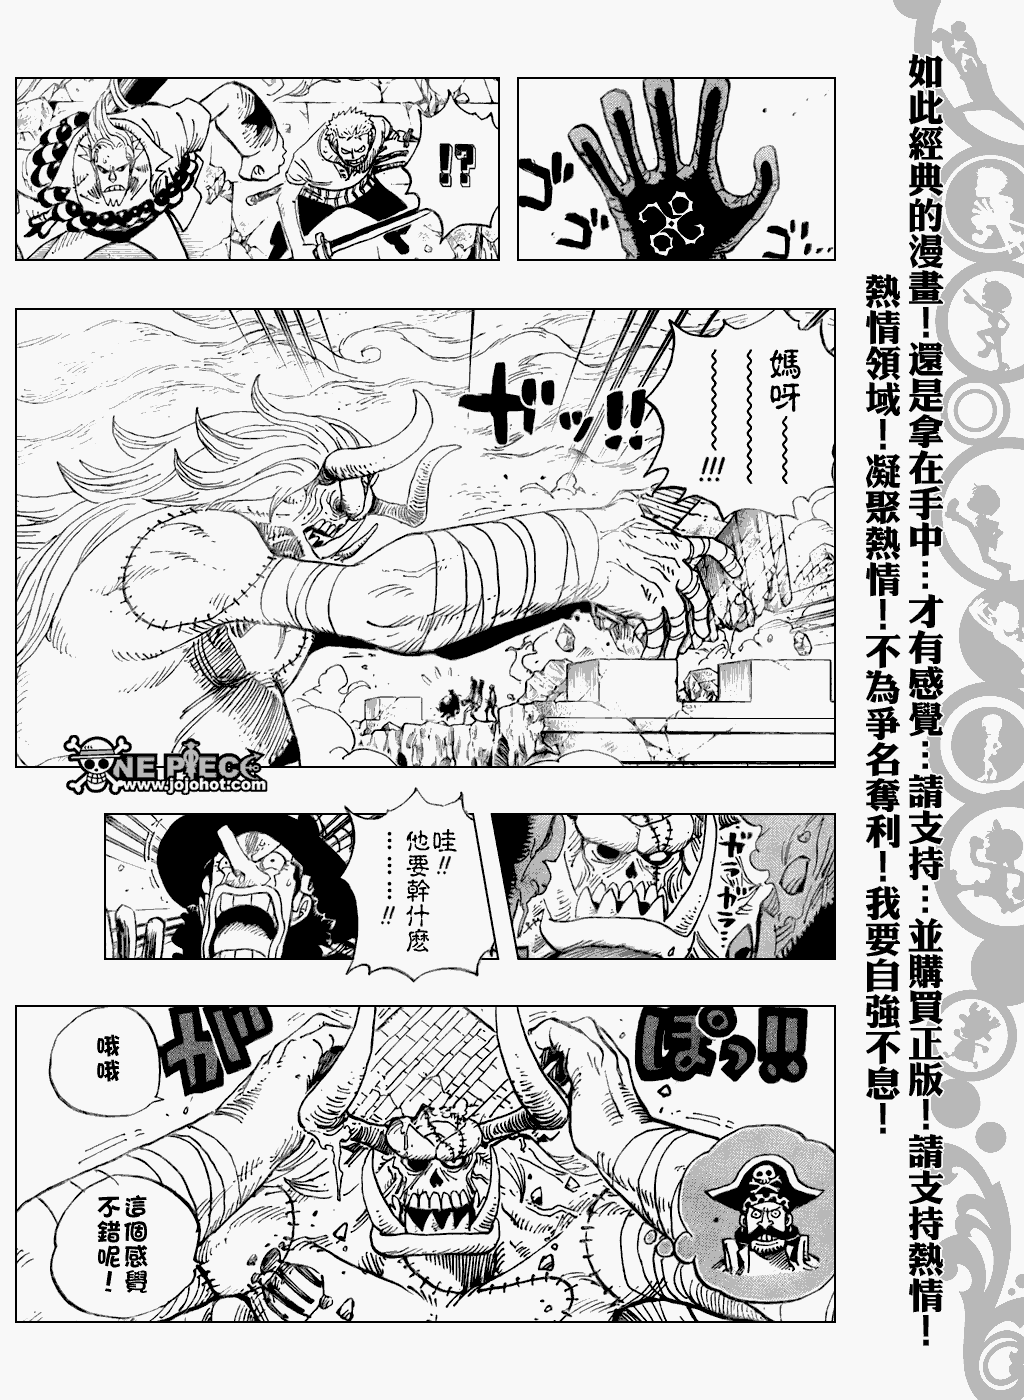 如此經典的漫畫！還是拿在手中…才有感覺…請支持…並購買正版！請支持熱情！
熱情領域！凝聚熱情！不為爭名奪利！我要自強不息！
ゴゴゴ
!?
媽呀
～～～～
～～～～!!!
ガッ!!
ONE PIECE
www.jojohot.com
ガラガラ
哇!!
他要幹什麼
………!!
ぽっ!!
哦
哦
這個感覺
不錯呢！